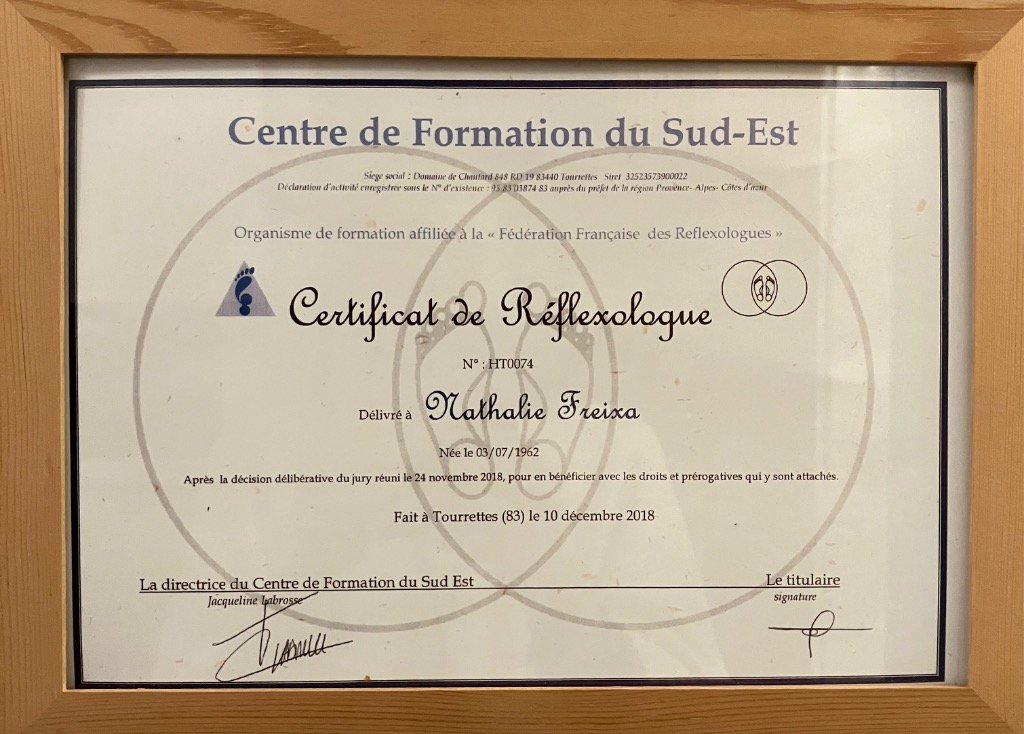 Centre de Formation du Sud-Est
Siège social : Domaine de Chautard 848 RD 19 83440 Tourrettes Siret 32523573900022
Déclaration d'activité enregistrée sous le N° d'existence : 93 83 03874 83 auprès du préfet de la région Provence- Alpes- Côtes d'azur
Organisme de formation affiliée à la « Fédération Française des Reflexologues »
Certificat de Réflexologue
N° : HT0074
Délivré à Nathalie Freixa
Née le 03/07/1962
Après la décision délibérative du jury réuni le 24 novembre 2018, pour en bénéficier avec les droits et prérogatives qui y sont attachés.
Fait à Tourrettes (83) le 10 décembre 2018
La directrice du Centre de Formation du Sud Est Le titulaire
Jacqueline Labrosse signature